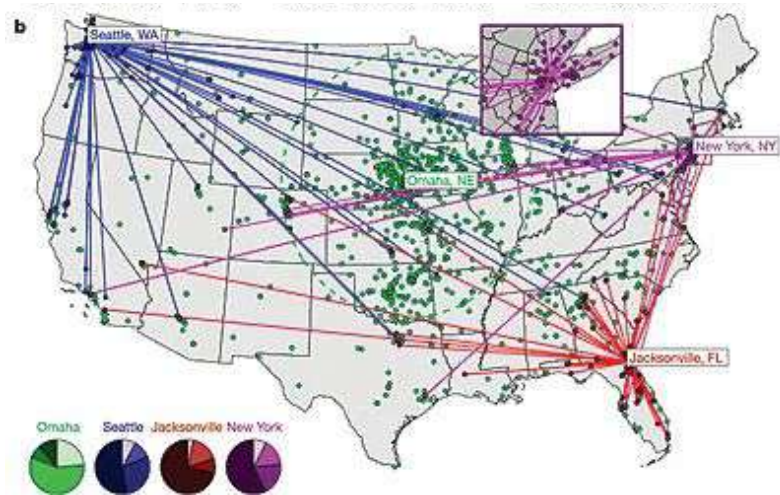 b
Seattle, WA
New York, NY
Omaha, NE
Jacksonville, FL
Omaha Seattle Jacksonville New York